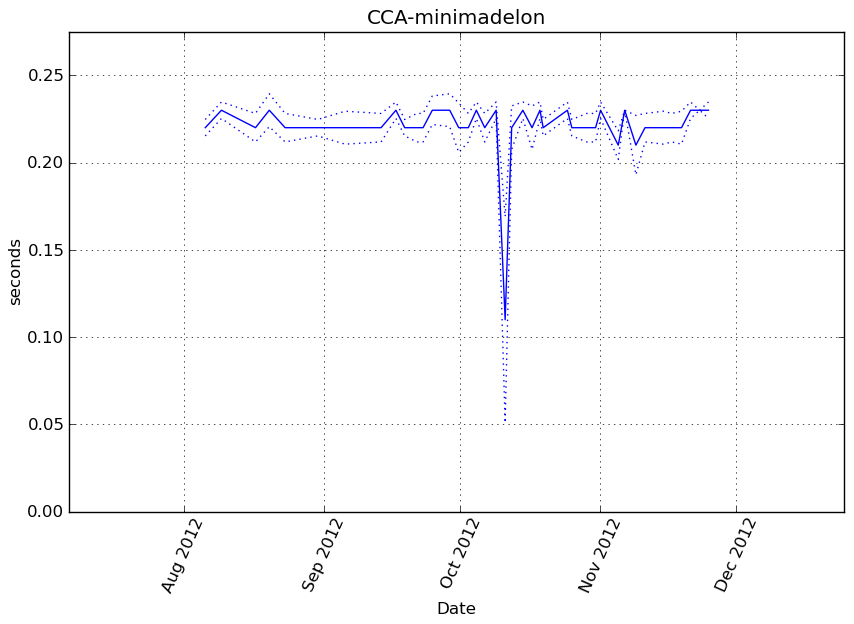 CCA-minimadelon
0.25
0.20
0.15
0.10
0.05
0.00
seconds
Aug 2012
Sep 2012
Oct 2012
Nov 2012
Dec 2012
Date